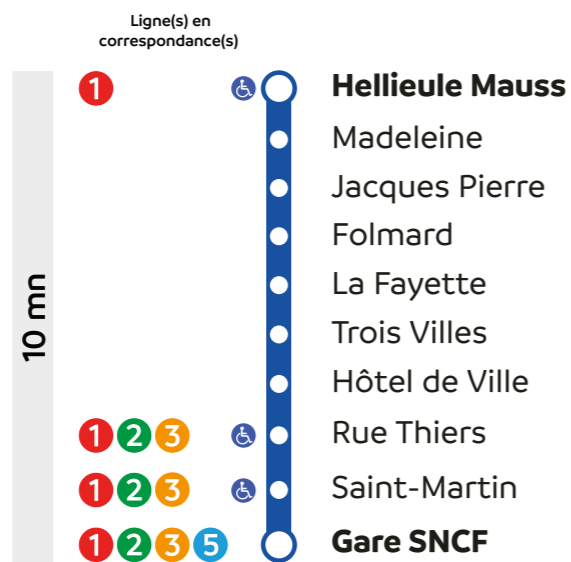 Ligne(s) en
correspondance(s)
10 mn
1 Hellieule Mauss
Madeleine
Jacques Pierre
Folmard
La Fayette
Trois Villes
Hôtel de Ville
1 2 3 Rue Thiers
1 2 3 Saint-Martin
1 2 3 5 Gare SNCF